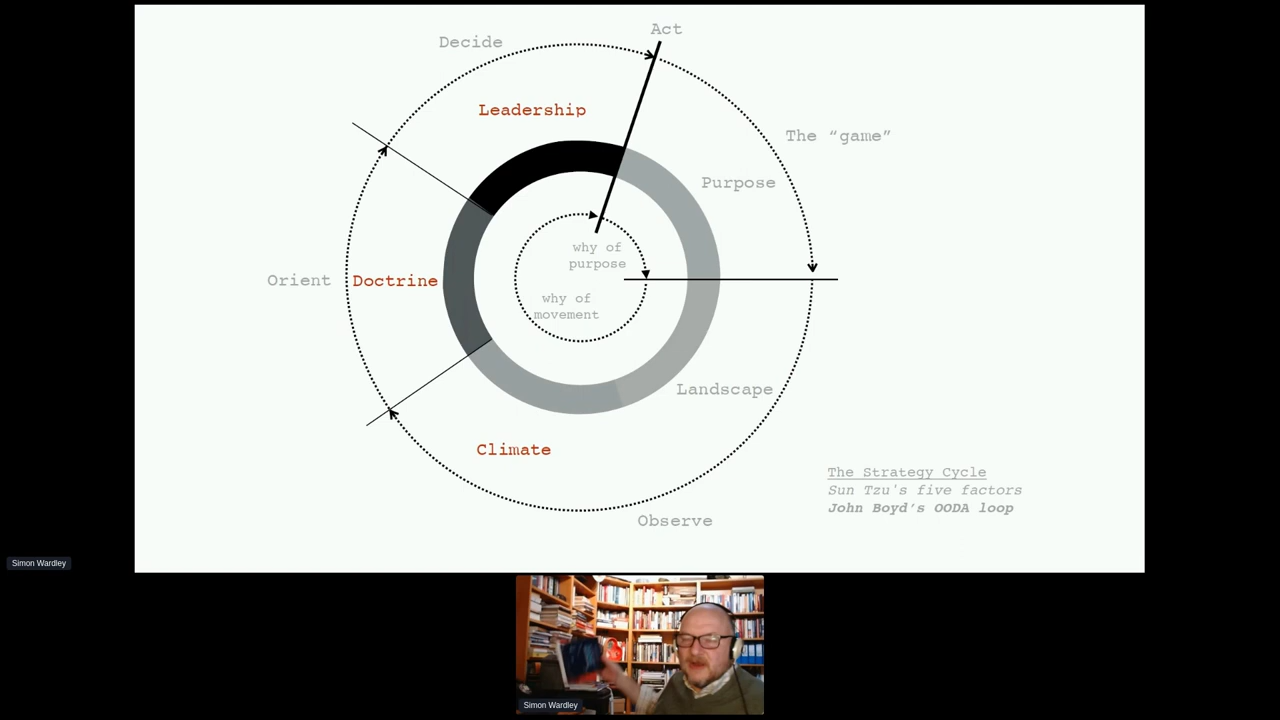 Act
Decide
Leadership
The “game”
Purpose
why of
purpose
Orient
Doctrine
why of
movement
Landscape
Climate
The Strategy Cycle
Sun Tzu's five factors
John Boyd’s OODA loop
Observe
Simon Wardley
Simon Wardley